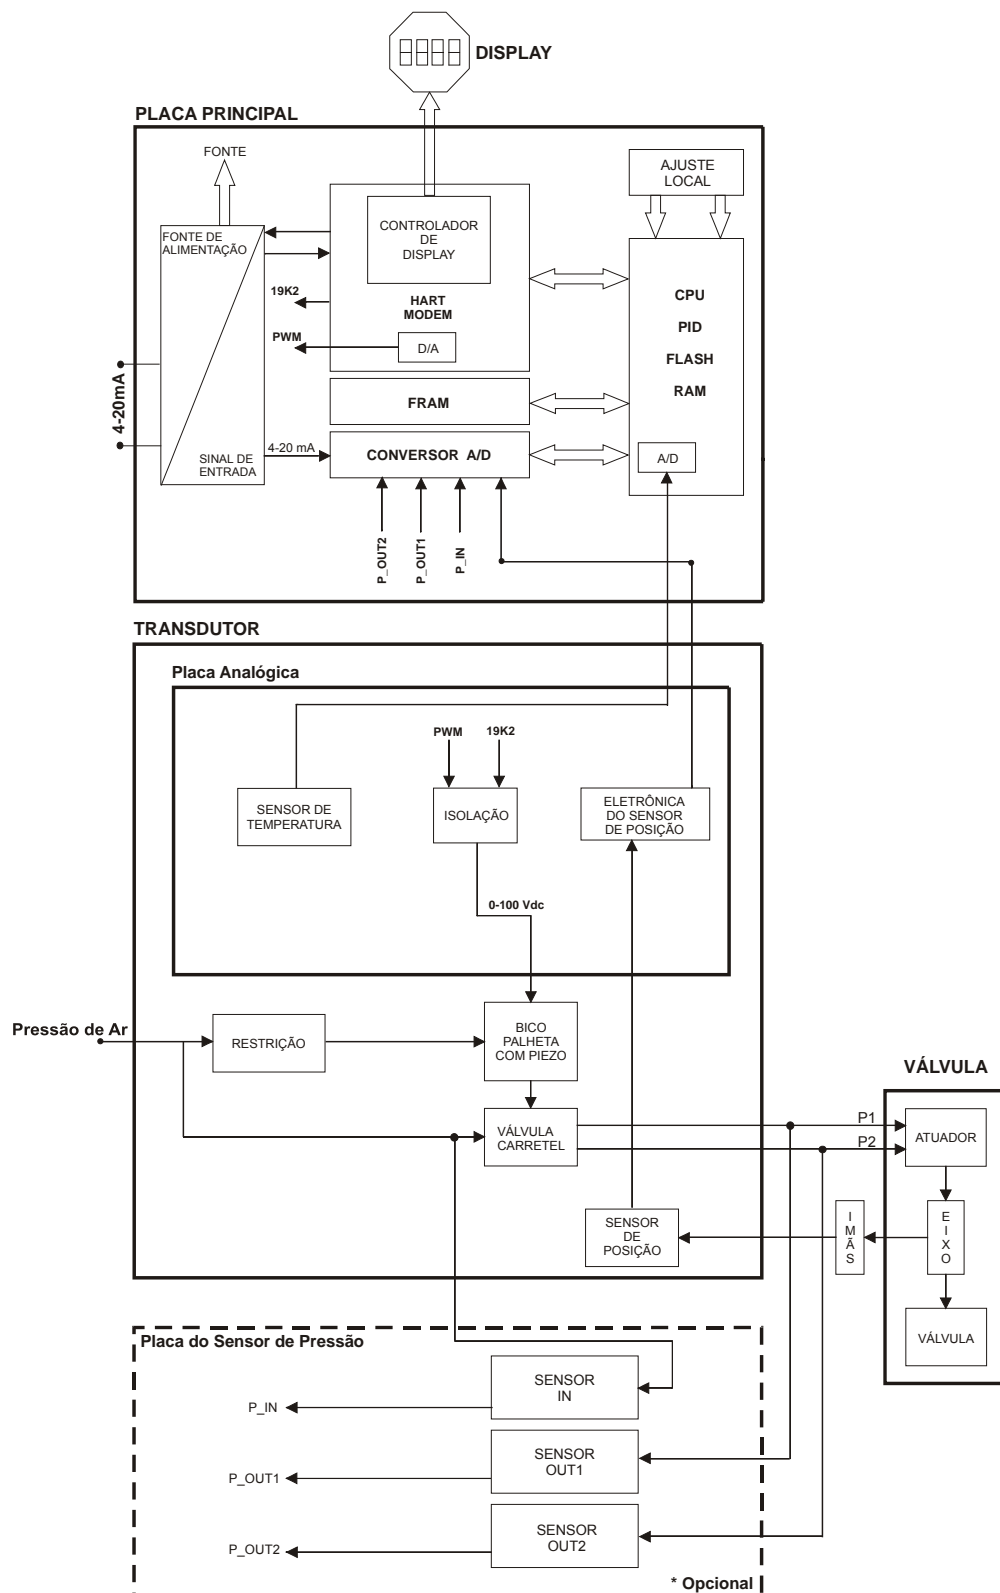 DISPLAY
PLACA PRINCIPAL
FONTE
AJUSTE
LOCAL
FONTE DE
ALIMENTAÇÃO
CONTROLADOR
DE
DISPLAY
19K2
HART
MODEM
CPU
PID
FLASH
RAM
PWM
D/A
4-20mA
FRAM
SINAL DE
ENTRADA
4-20 mA
CONVERSOR A/D
A/D
P_OUT2
P_OUT1
P_IN
TRANSDUTOR
Placa Analógica
PWM
19K2
SENSOR DE
TEMPERATURA
ISOLAÇÃO
ELETRÔNICA
DO SENSOR
DE POSIÇÃO
0-100 Vdc
Pressão de Ar
RESTRIÇÃO
BICO
PALHETA
COM PIEZO
VÁLVULA
VÁLVULA
CARRETEL
P1
P2
ATUADOR
SENSOR
DE
POSIÇÃO
IMÃS
EIXO
VÁLVULA
Placa do Sensor de Pressão
SENSOR
IN
P_IN
SENSOR
OUT1
P_OUT1
SENSOR
OUT2
P_OUT2
* Opcional